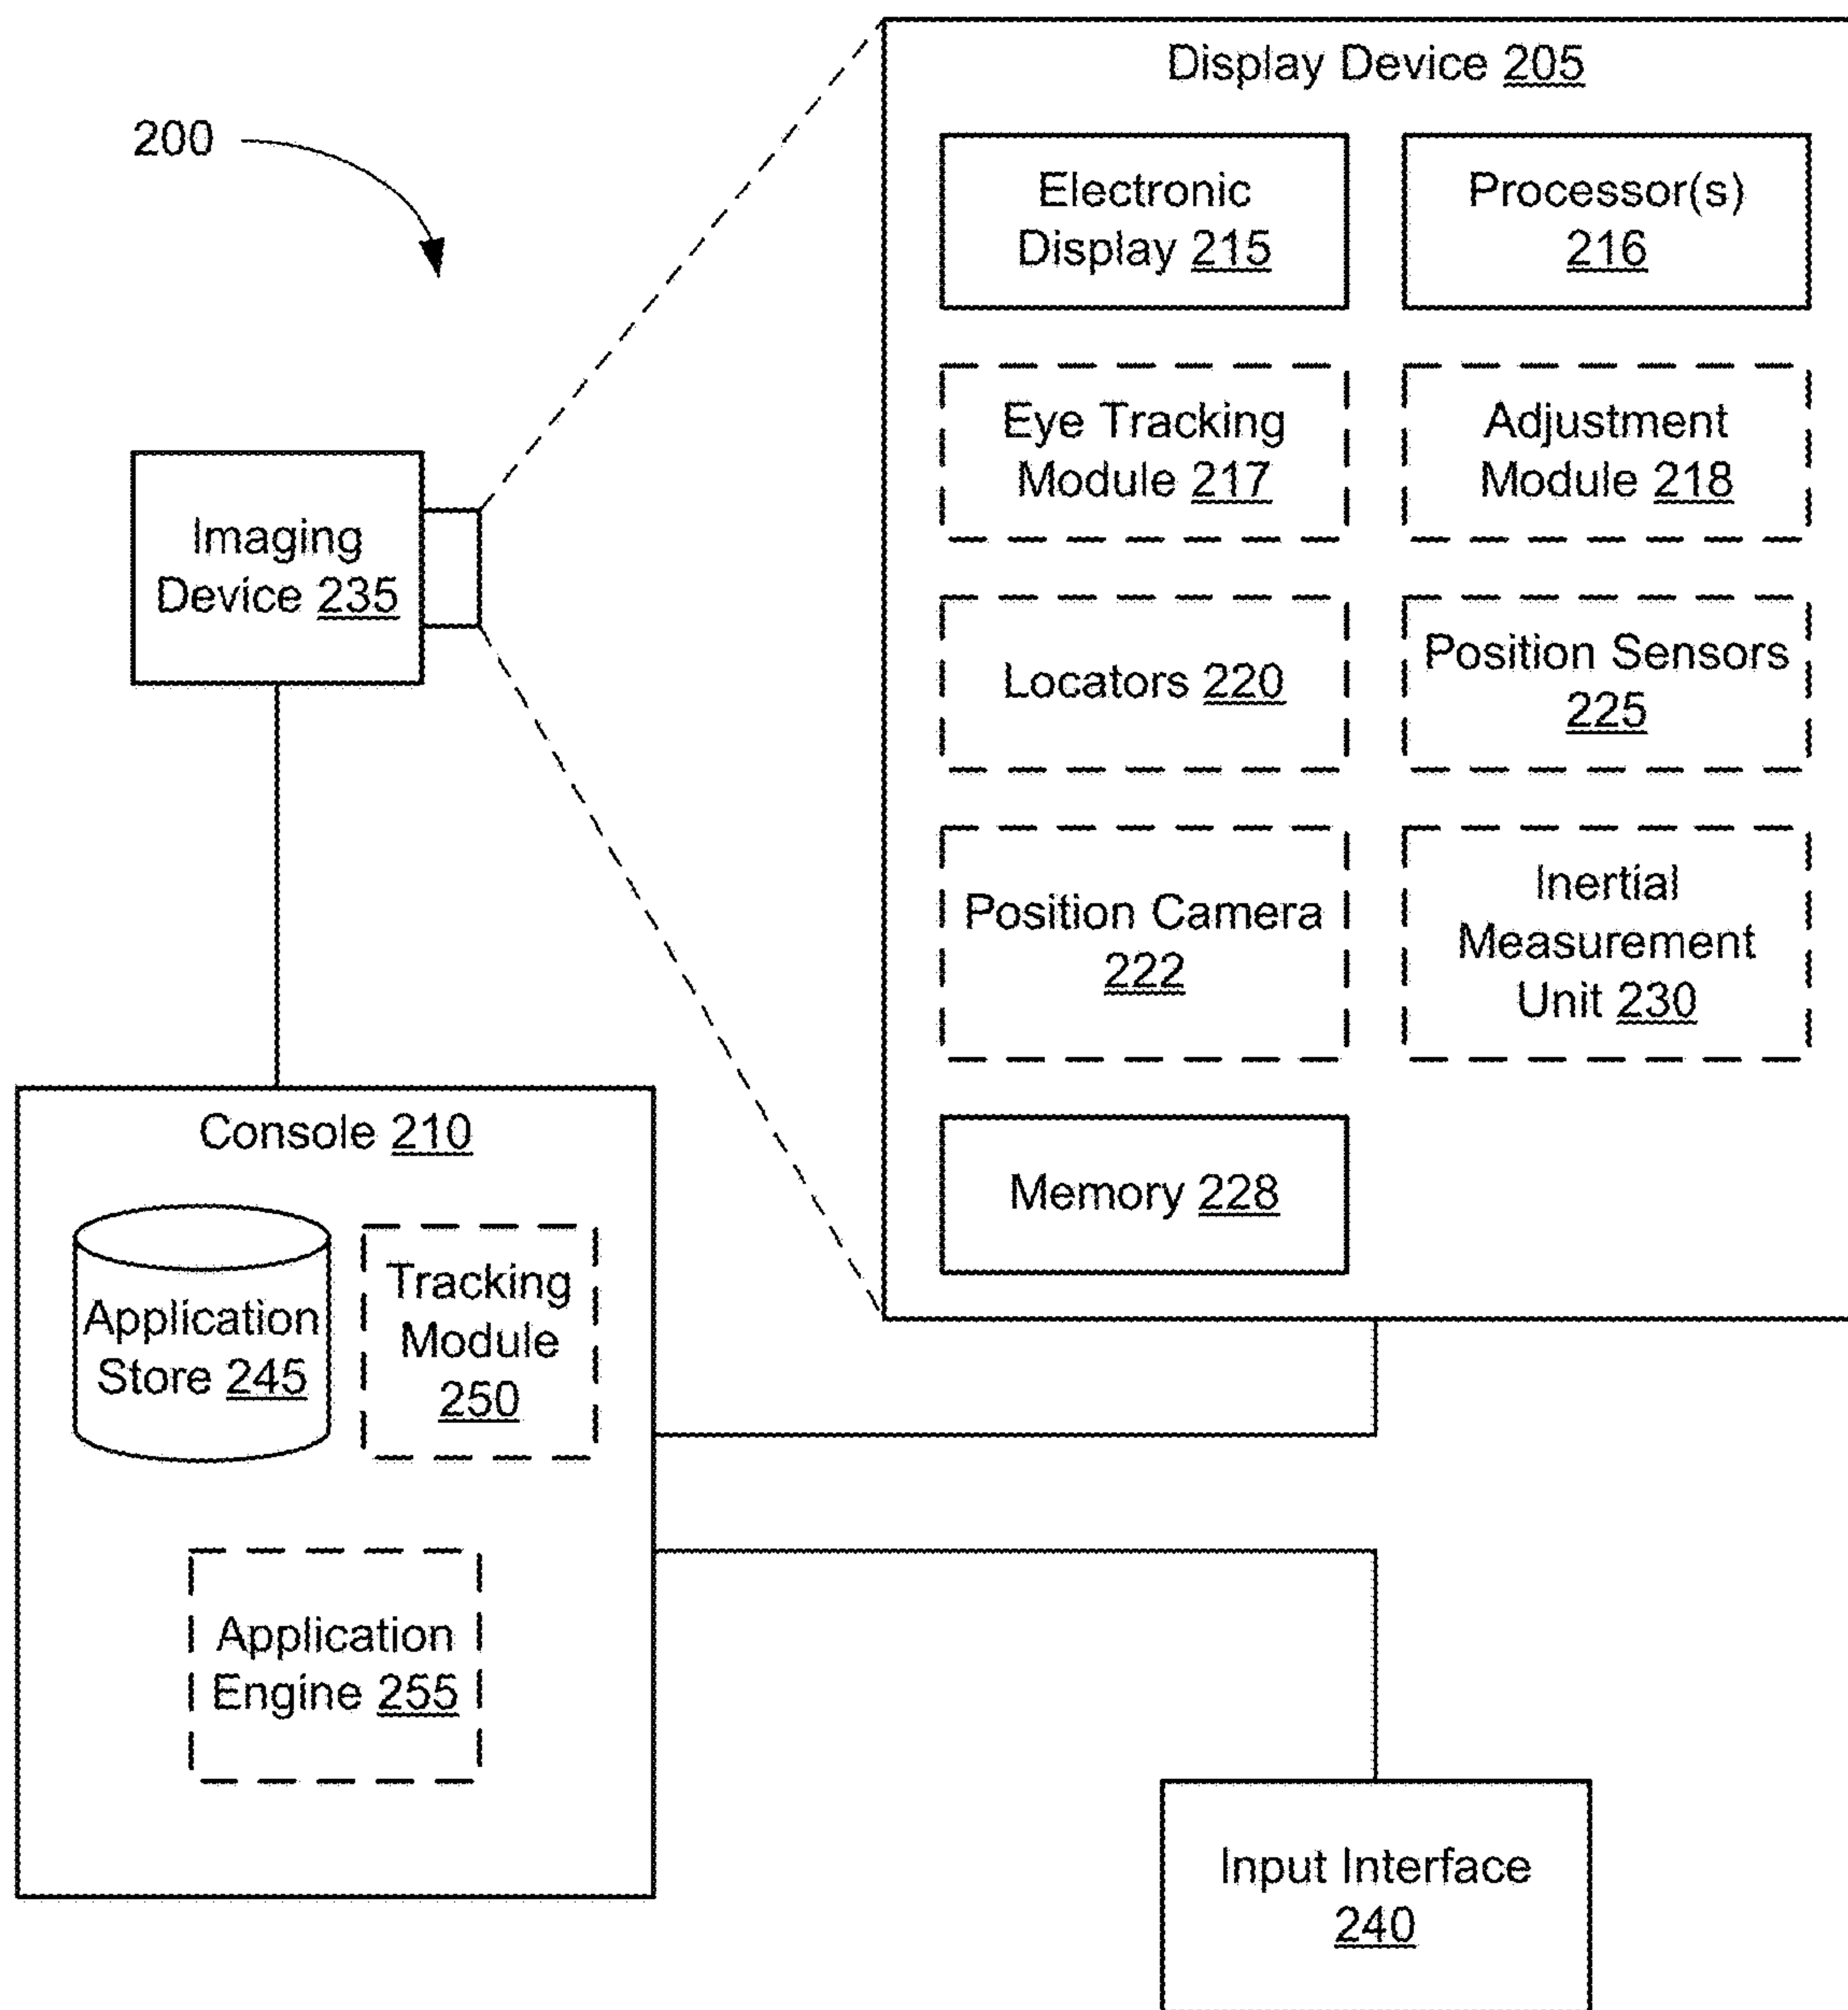 Display Device 205
200
Electronic
Display 215
Processor(s)
216
Eye Tracking
Module 217
Adjustment
Module 218
Imaging
Device 235
Locators 220
Position Sensors
225
Position Camera
222
Inertial
Measurement
Unit 230
Memory 228
Console 210
Application
Store 245
Tracking
Module
250
Application
Engine 255
Input Interface
240